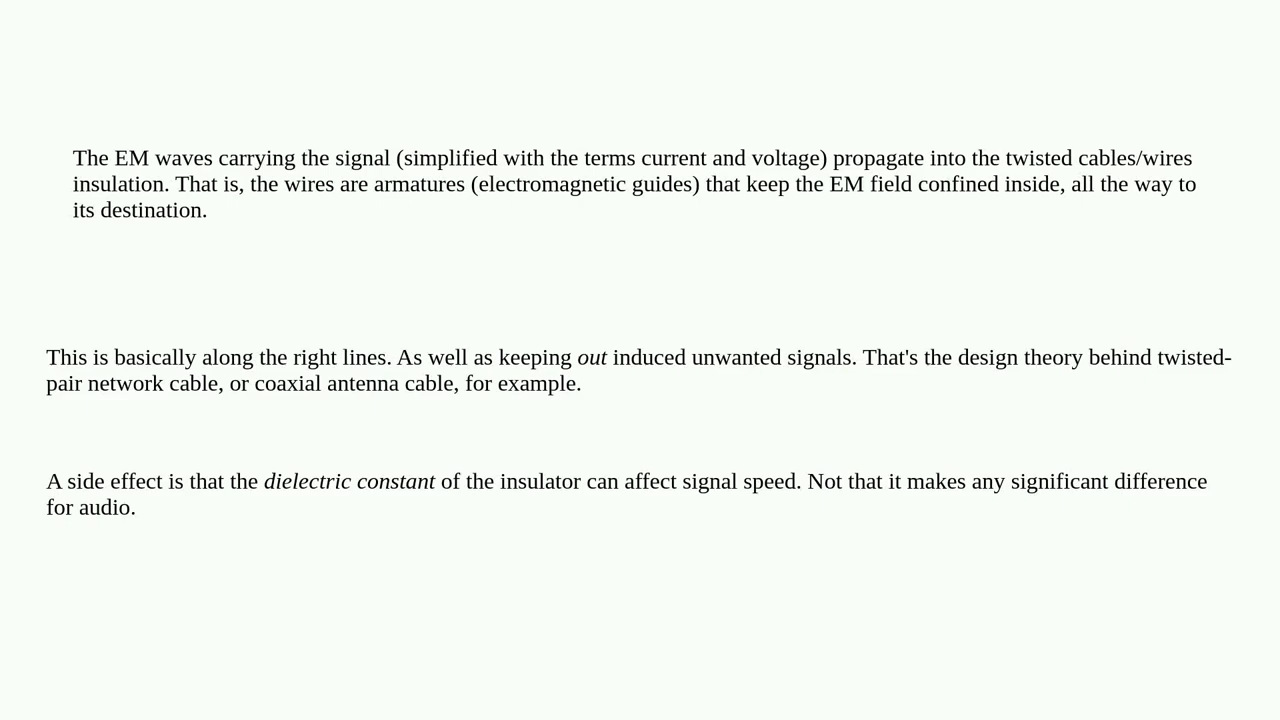 The EM waves carrying the signal (simplified with the terms current and voltage) propagate into the twisted cables/wires
insulation. That is, the wires are armatures (electromagnetic guides) that keep the EM field confined inside, all the way to
its destination.
This is basically along the right lines. As well as keeping out induced unwanted signals. That's the design theory behind twisted-
pair network cable, or coaxial antenna cable, for example.
A side effect is that the dielectric constant of the insulator can affect signal speed. Not that it makes any significant difference
for audio.